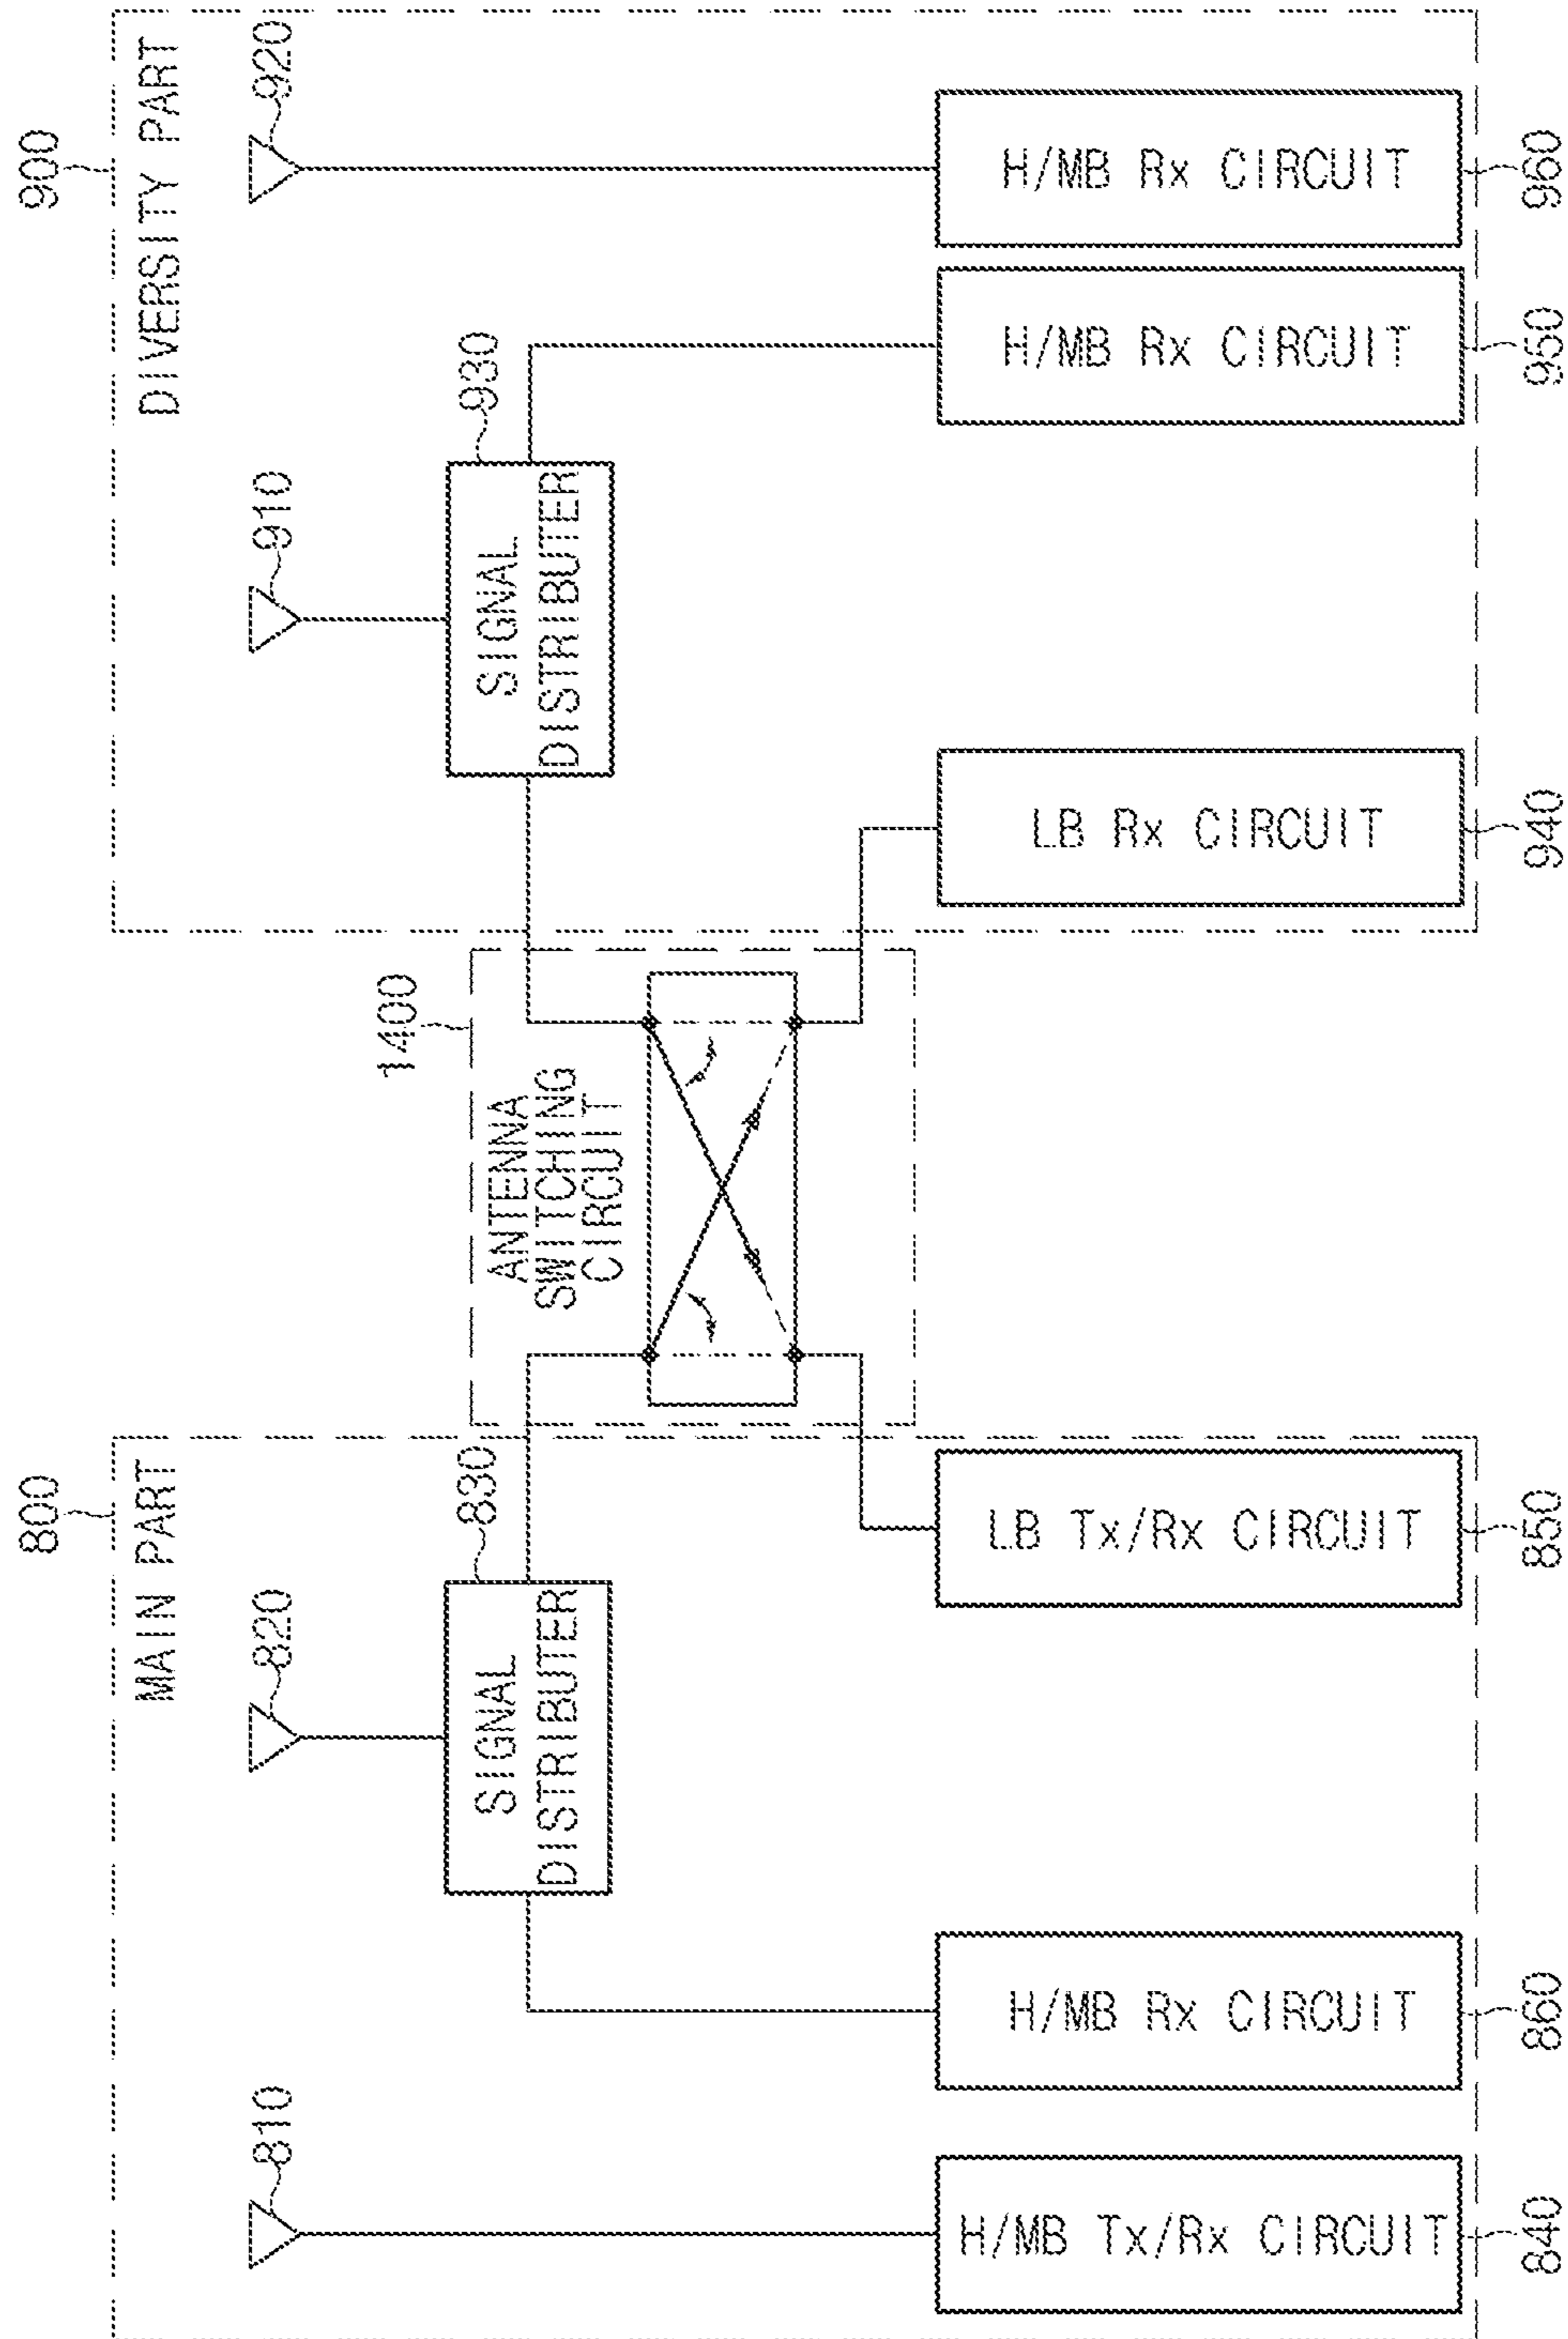 800
MAIN PART
810
820
SIGNAL
DISTRIBUTER
830
H/MB Tx/Rx CIRCUIT
840
H/MB Rx CIRCUIT
860
LB Tx/Rx CIRCUIT
850
1400
ANTENNA
SWITCHING
CIRCUIT
900
DIVERSITY PART
910
920
SIGNAL
DISTRIBUTER
930
LB Rx CIRCUIT
940
H/MB Rx CIRCUIT
950
H/MB Rx CIRCUIT
960